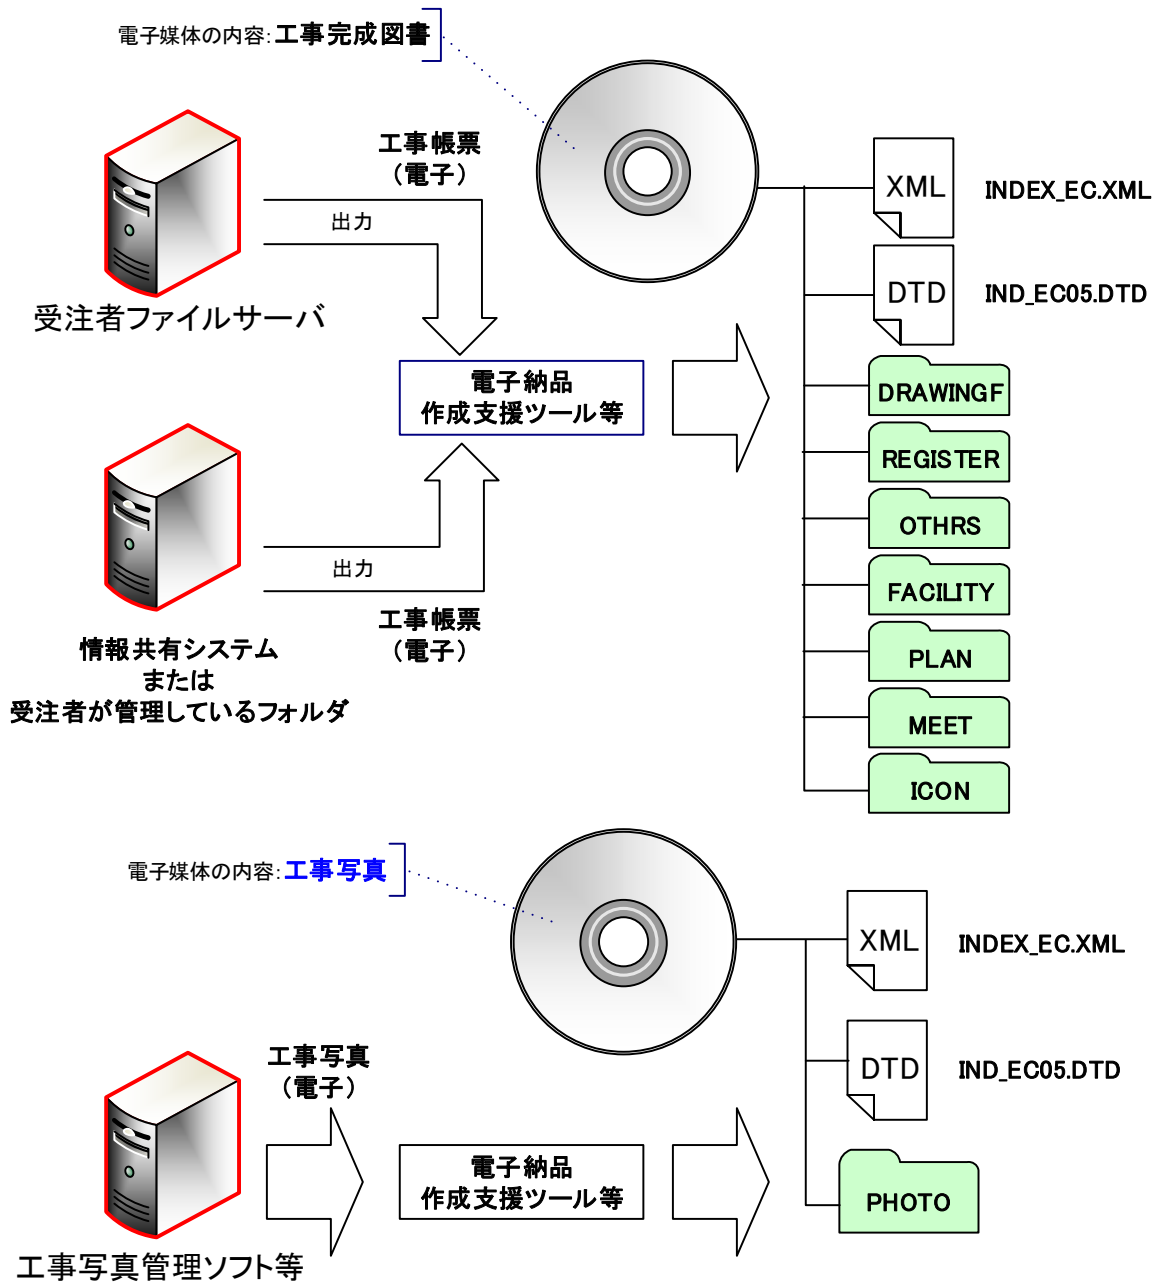 電子媒体の内容:工事完成図書
工事帳票
（電子）
出力
受注者ファイルサーバ
電子納品
作成支援ツール等
出力
工事帳票
（電子）
情報共有システム
または
受注者が管理しているフォルダ
XML
INDEX_EC.XML
DTD
IND_EC05.DTD
DRAWINGF
REGISTER
OTHRS
FACILITY
PLAN
MEET
ICON
電子媒体の内容:工事写真
工事写真
（電子）
電子納品
作成支援ツール等
工事写真管理ソフト等
XML
INDEX_EC.XML
DTD
IND_EC05.DTD
PHOTO